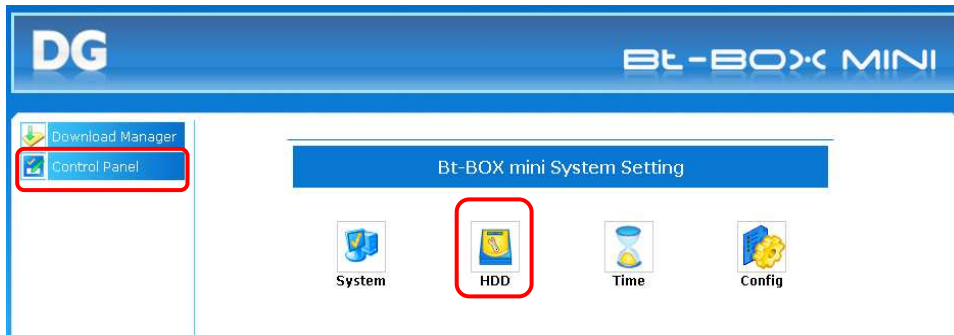 DG
Bt-BOX MINI
Download Manager
Control Panel
Bt-BOX mini System Setting
System
HDD
Time
Config